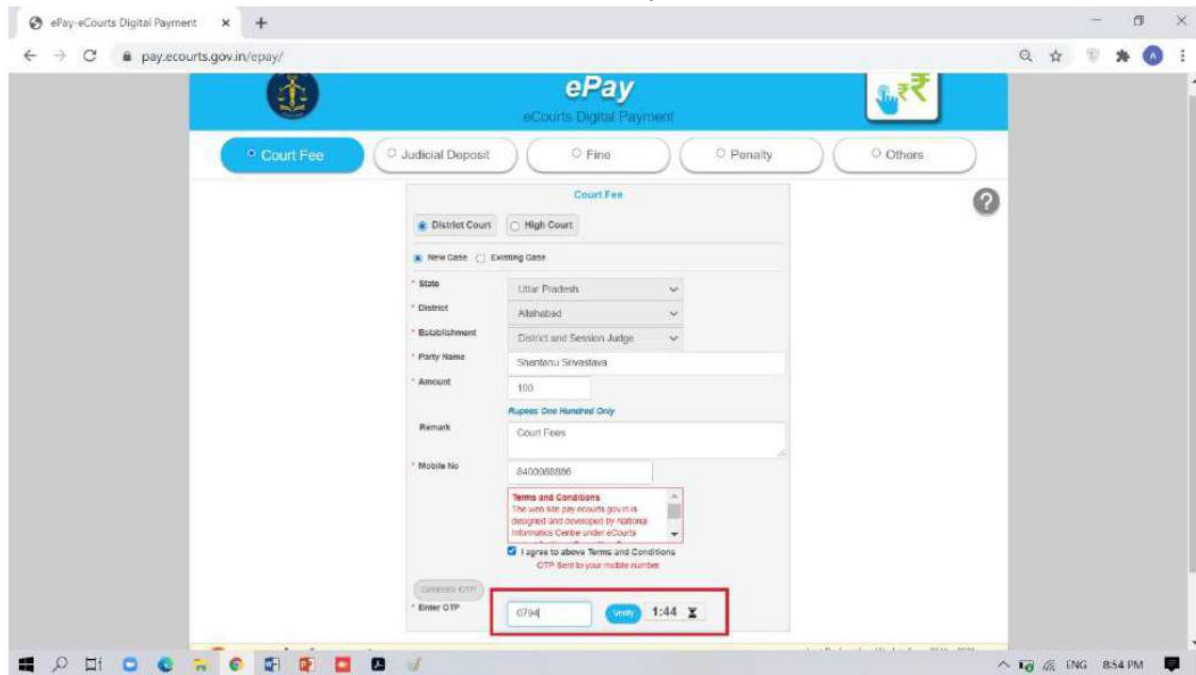 ePay-eCourts Digital Payment
pay.ecourts.gov.in/epay/
ePay
eCourts Digital Payment
Court Fee Judicial Deposit Fine Penalty Others
Court Fee
District Court High Court
New Case Existing Case
* State Uttar Pradesh
* District Allahabad
* Establishment District and Session Judge
* Party Name Shantanu Srivastava
* Amount 100
Rupees One Hundred Only
Remark Court Fees
* Mobile No
Terms and Conditions
The web site pay.ecourts.gov.in is
designed and developed by National
Informatics Centre under eCourts
I agree to above Terms and Conditions
OTP Sent to your mobile number
Generate OTP
* Enter OTP 0794 Verify 1:44
ENG 8:54 PM